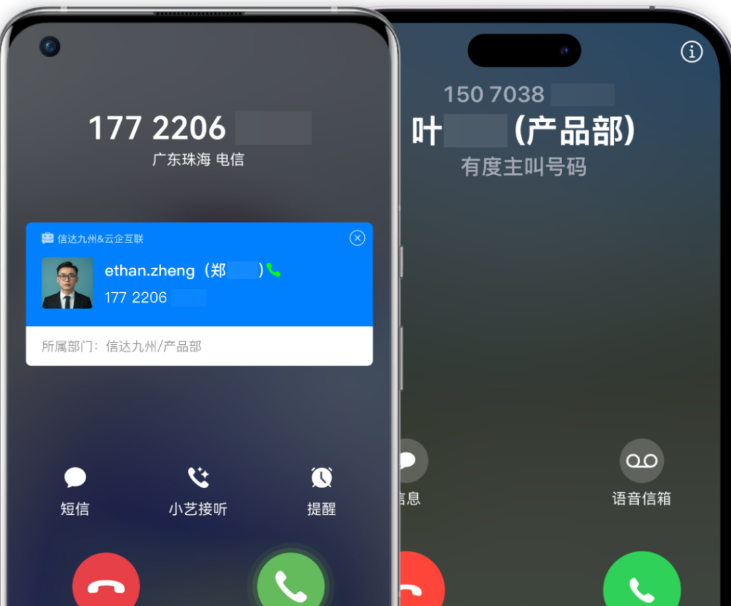 177 2206
广东珠海 电信
信达九州&云企互联
ethan.zheng（郑 ）
177 2206
所属部门：信达九州/产品部
短信
小艺接听
提醒
150 7038
叶 (产品部)
有度主叫号码
信息
语音信箱